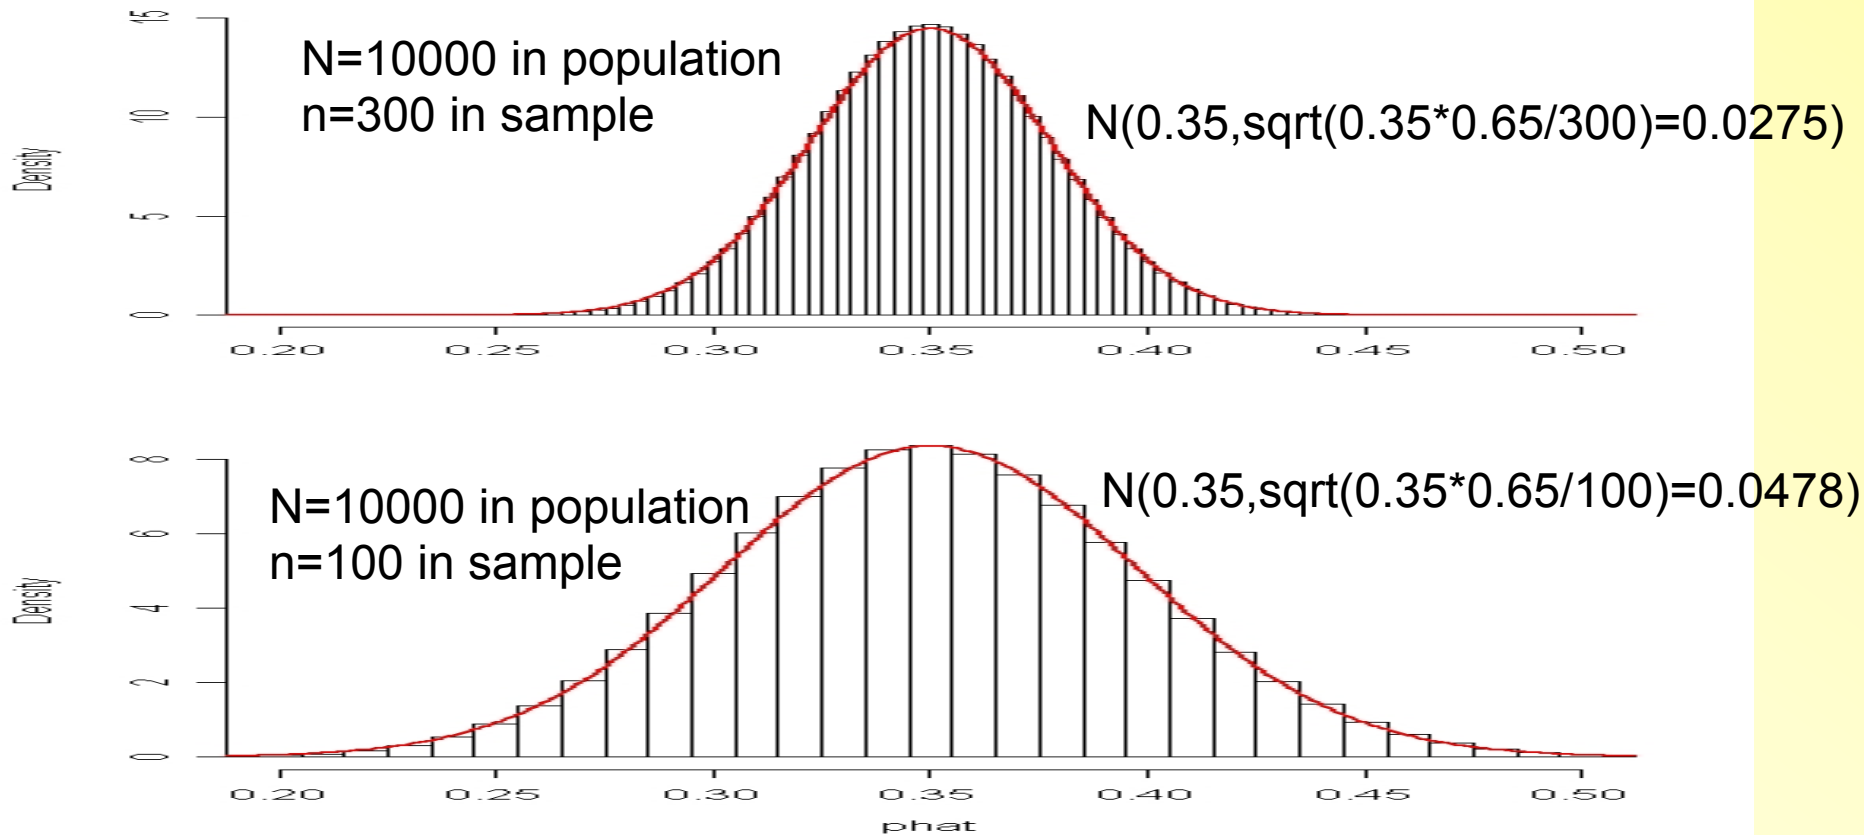 15
10
5
0
Density
N=10000 in population
n=300 in sample
N(0.35,sqrt(0.35*0.65/300)=0.0275)
0.20 0.25 0.30 0.35 0.40 0.45 0.50
8
6
4
2
0
Density
N=10000 in population
n=100 in sample
N(0.35,sqrt(0.35*0.65/100)=0.0478)
0.20 0.25 0.30 0.35 0.40 0.45 0.50
phat